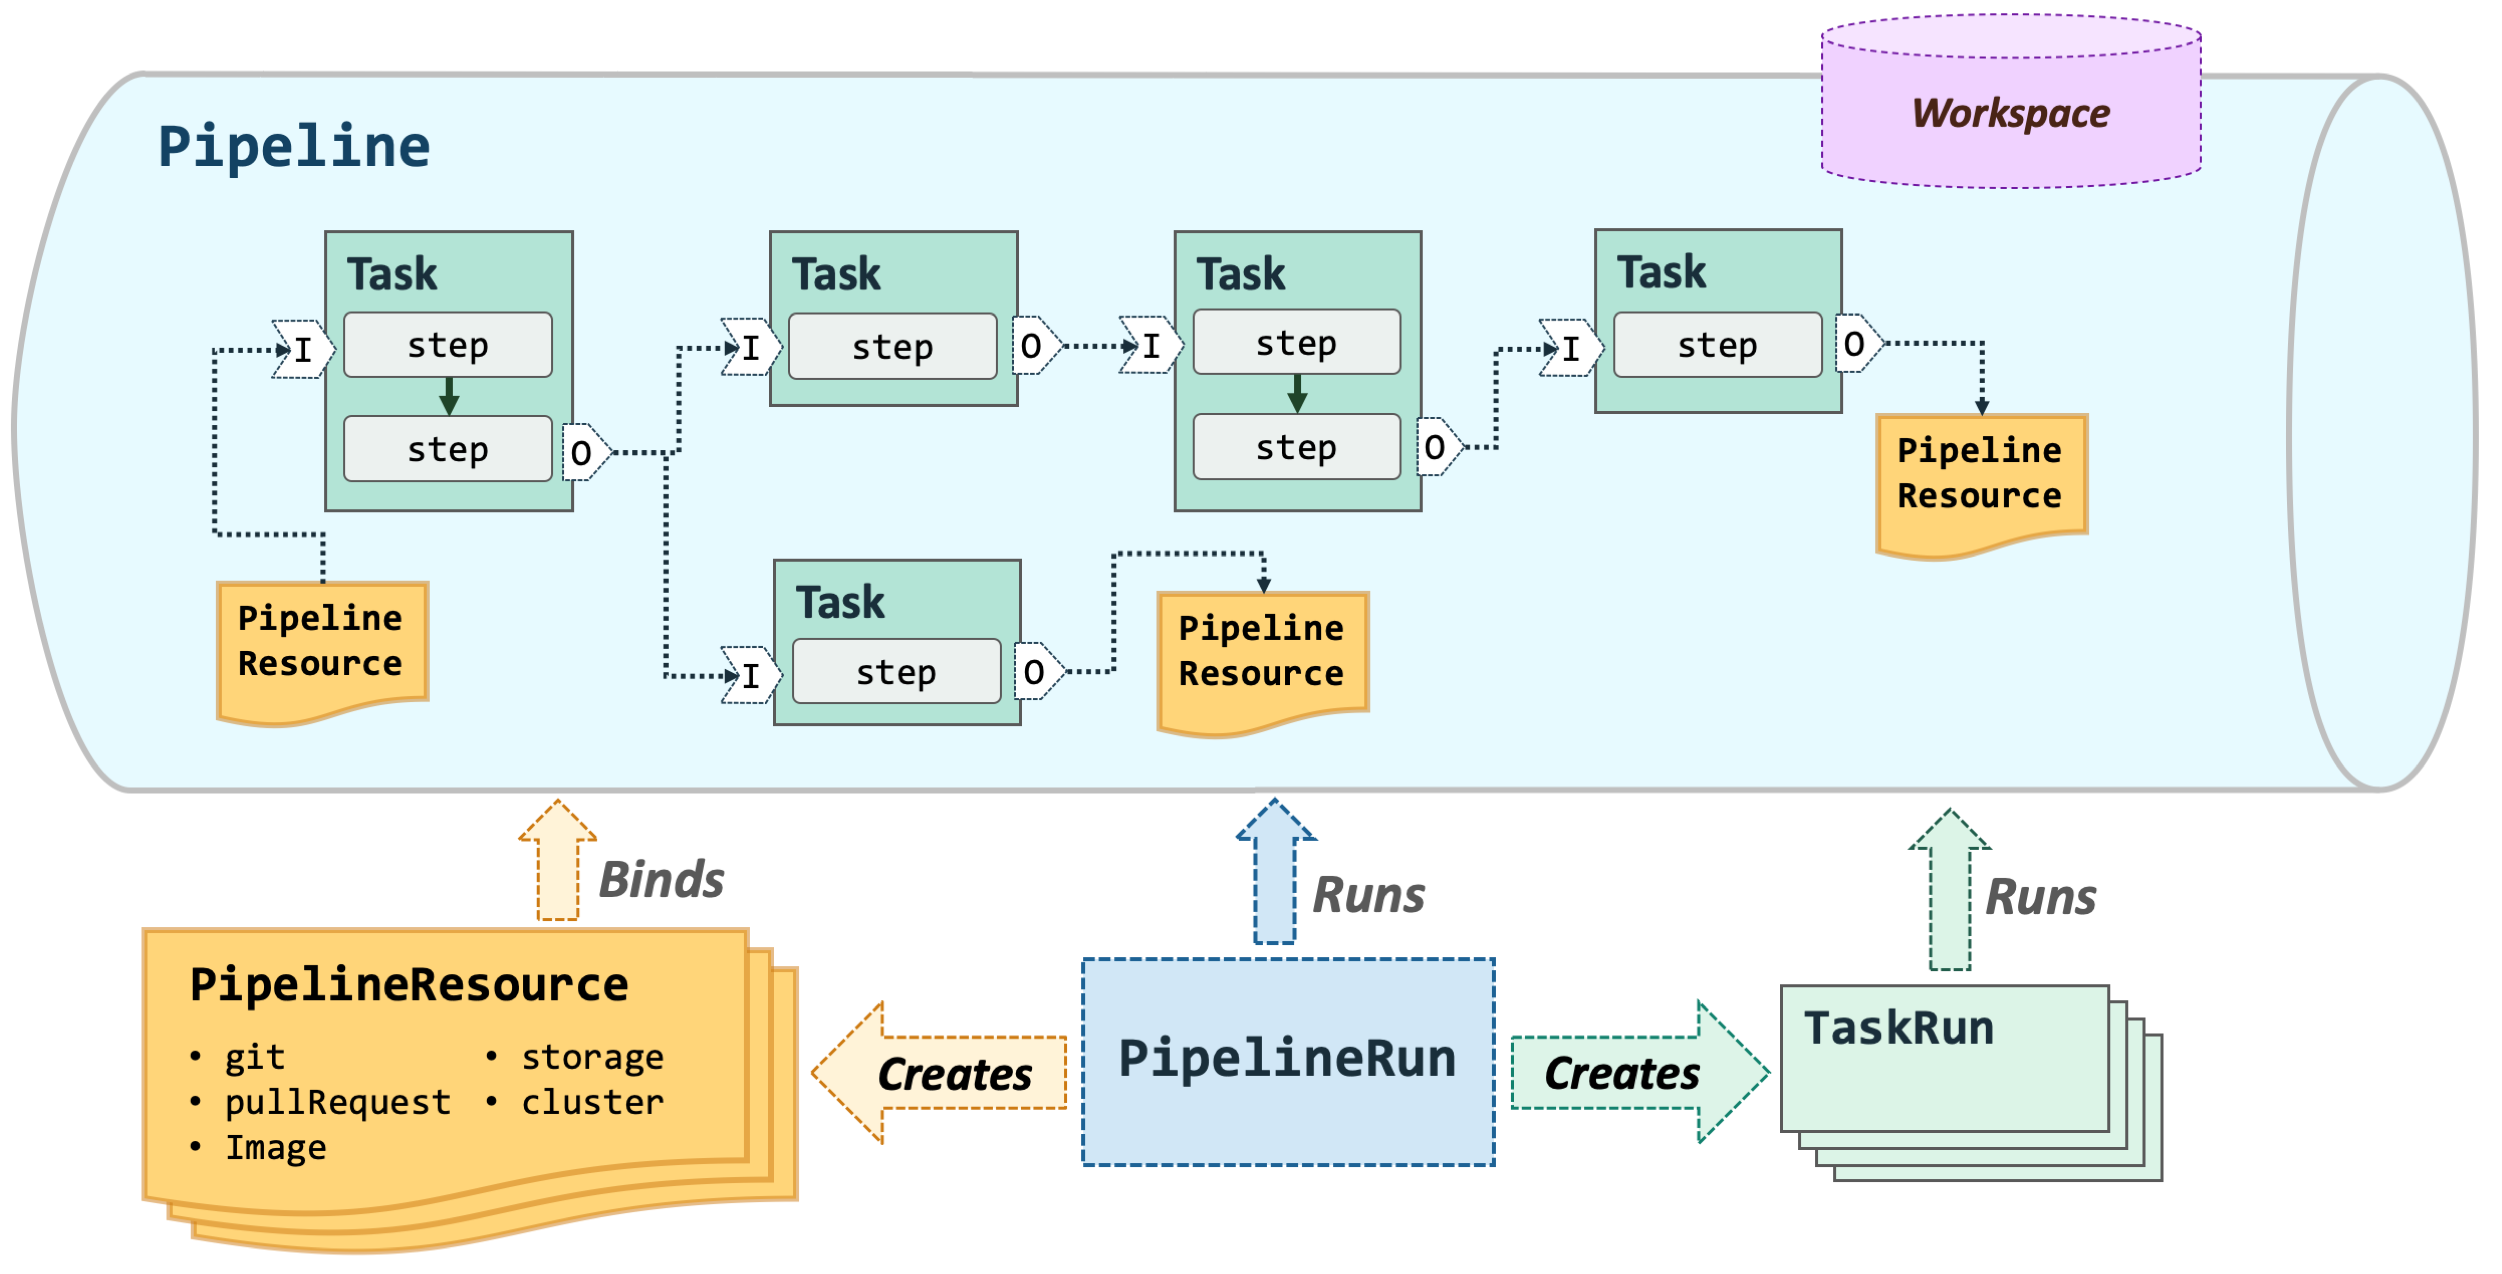 Workspace
Pipeline
Task
I
step
step
O
Task
I
step
O
Task
I
step
step
O
Task
I
step
O
Pipeline
Resource
Pipeline
Resource
Task
I
step
O
Pipeline
Resource
Binds
Runs
Runs
PipelineResource
• git
• pullRequest
• Image
• storage
• cluster
Creates
PipelineRun
Creates
TaskRun